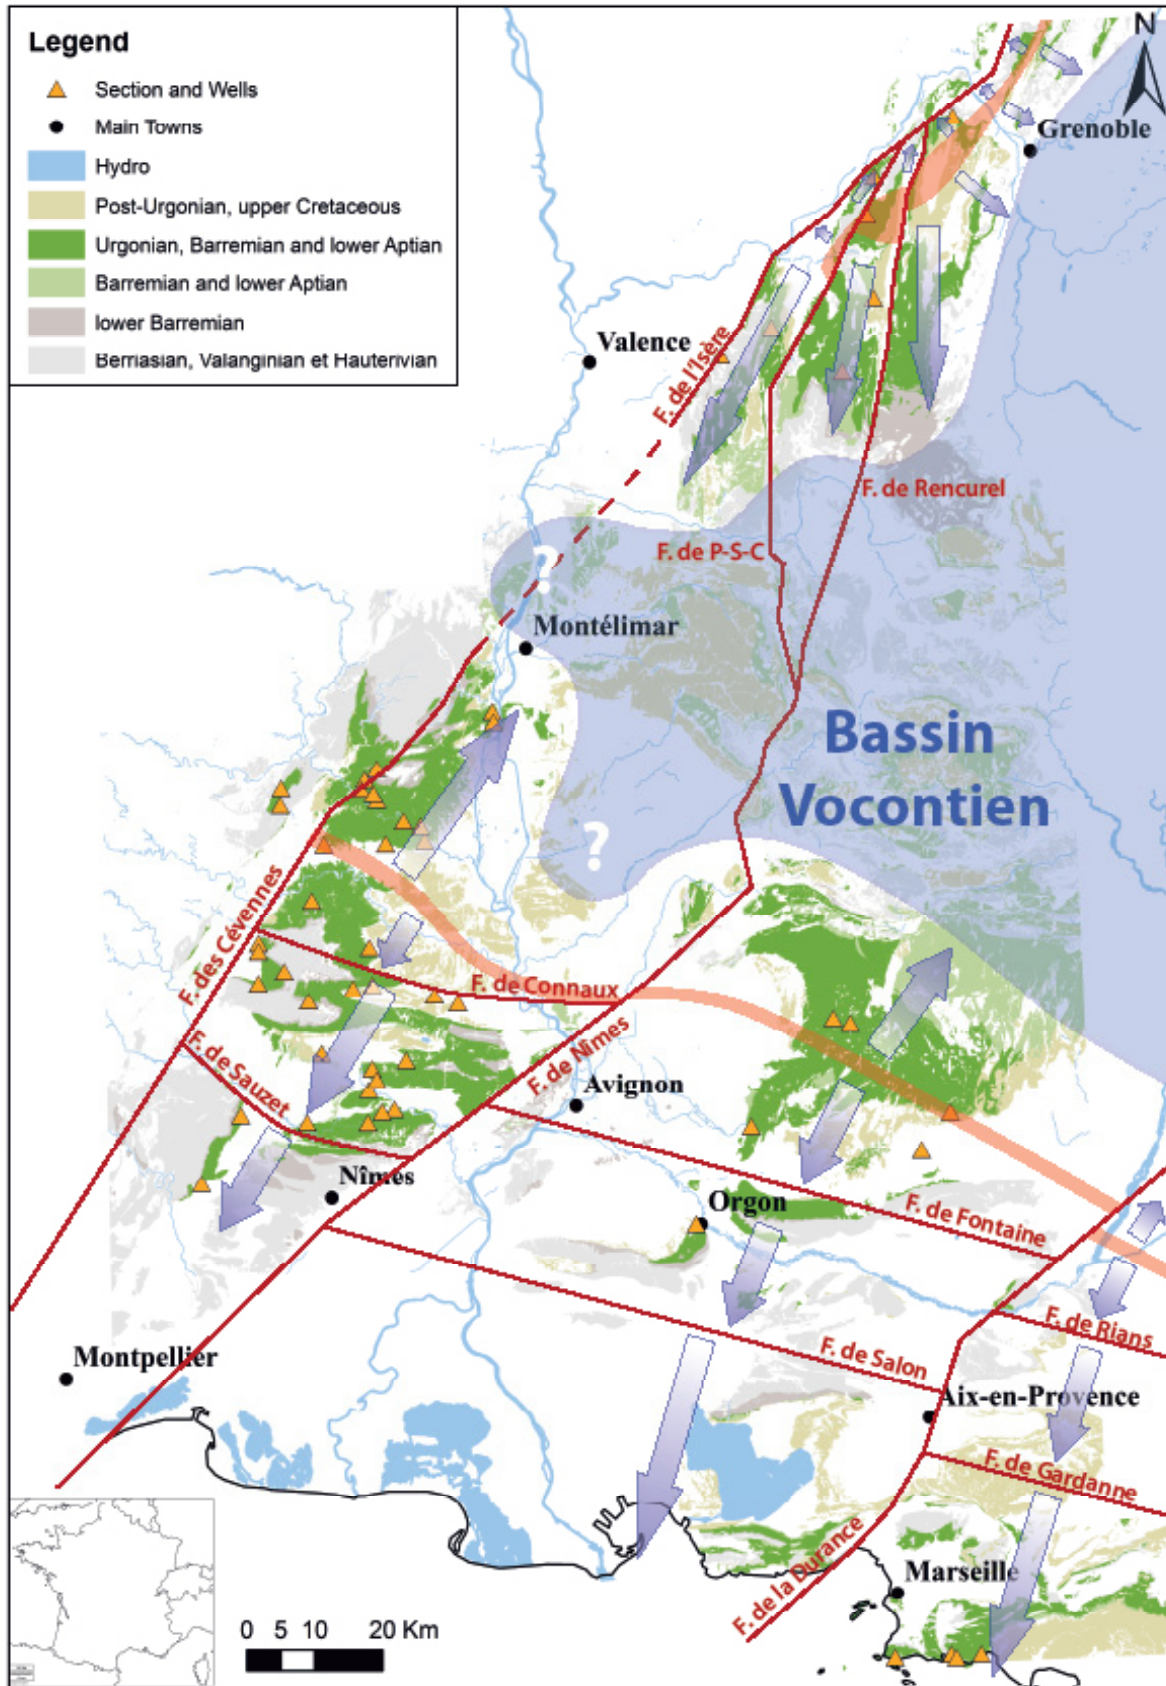 Legend
Section and Wells
Main Towns
Hydro
Post-Urgonian, upper Cretaceous
Urgonian, Barremian and lower Aptian
Barremian and lower Aptian
lower Barremian
Berriasian, Valanginian et Hauterivian
N
Grenoble
Valence
F. de l'Isère
F. de Rencurel
F. de P-S-C
?
Montélimar
Bassin
Vocontien
?
F. des Cévennes
F. de Connaux
F. de Nîmes
F. de Sauzet
Avignon
Nîmes
Orgon
F. de Fontaine
F. de Rians
Montpellier
F. de Salon
Aix-en-Provence
F. de Gardanne
F. de la Durance
Marseille
0 5 10 20 Km